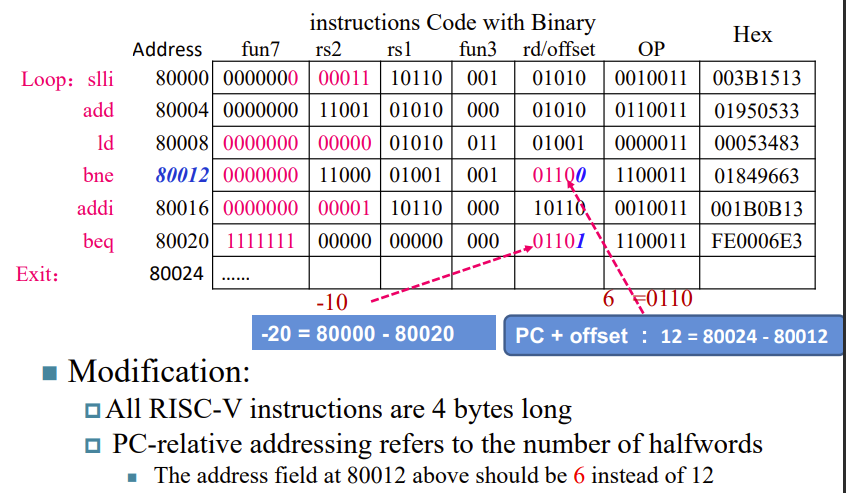 instructions Code with Binary
Address fun7 rs2 rs1 fun3 rd/offset OP Hex
Loop: slli 80000 0000000 00011 10110 001 01010 0010011 003B1513
add 80004 0000000 11001 01010 000 01010 0110011 01950533
ld 80008 0000000 00000 01010 011 01001 0000011 00053483
bne 80012 0000000 11000 01001 001 01100 1100011 01849663
addi 80016 0000000 00001 10110 000 10110 0010011 001B0B13
beq 80020 1111111 00000 00000 000 01101 1100011 FE0006E3
Exit: 80024 ......
-10 6 =0110
-20 = 80000 - 80020 PC + offset : 12 = 80024 - 80012
Modification:
All RISC-V instructions are 4 bytes long
PC-relative addressing refers to the number of halfwords
The address field at 80012 above should be 6 instead of 12